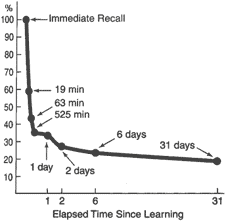 %
100
Immediate Recall
90
80
70
60
19 min
50
63 min
40
525 min
30
6 days
31 days
20
1 day
2 days
10
1 2 6 31
Elapsed Time Since Learning